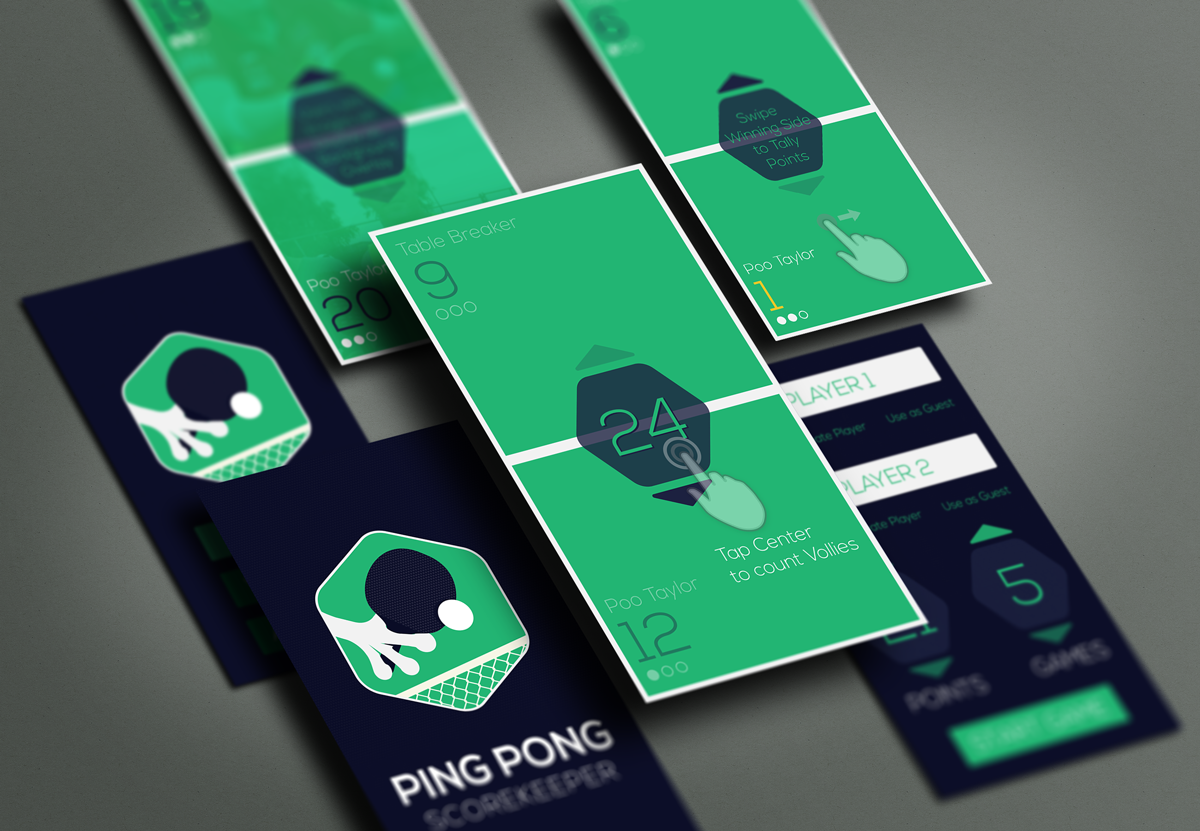 19
Poo Taylor
20
6
Swipe
Winning Side
to Tally
Points
Poo Taylor
1
Table Breaker
9
24
Tap Center
to count Vollies
Poo Taylor
12
PLAYER 1
ate Player
Use as Guest
PLAYER 2
ate Player
Use as Guest
21
5
POINTS
GAMES
START GAME
PING PONG
SCOREKEEPER